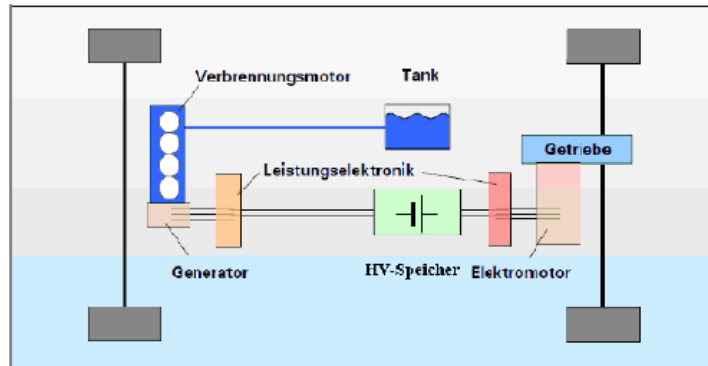 Verbrennungsmotor
Tank
Getriebe
Leistungselektronik
Generator
HV-Speicher
Elektromotor